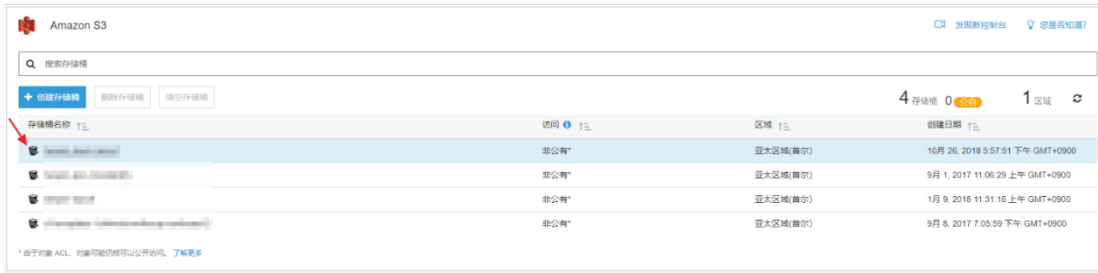 Amazon S3
发现新控制台 您是否知道?
搜索存储桶
+ 创建存储桶 删除存储桶 清空存储桶 4 存储桶 0 公有 1 区域
存储桶名称 访问 区域 创建日期
非公有* 亚太区域(首尔) 10月 26, 2018 5:57:51 下午 GMT+0900
非公有* 亚太区域(首尔) 9月 1, 2017 11:06:29 上午 GMT+0900
非公有* 亚太区域(首尔) 1月 9, 2018 11:31:18 上午 GMT+0900
非公有* 亚太区域(首尔) 9月 8, 2017 7:05:59 下午 GMT+0900
* 由于对象 ACL，对象可能仍然可以公开访问。 了解更多